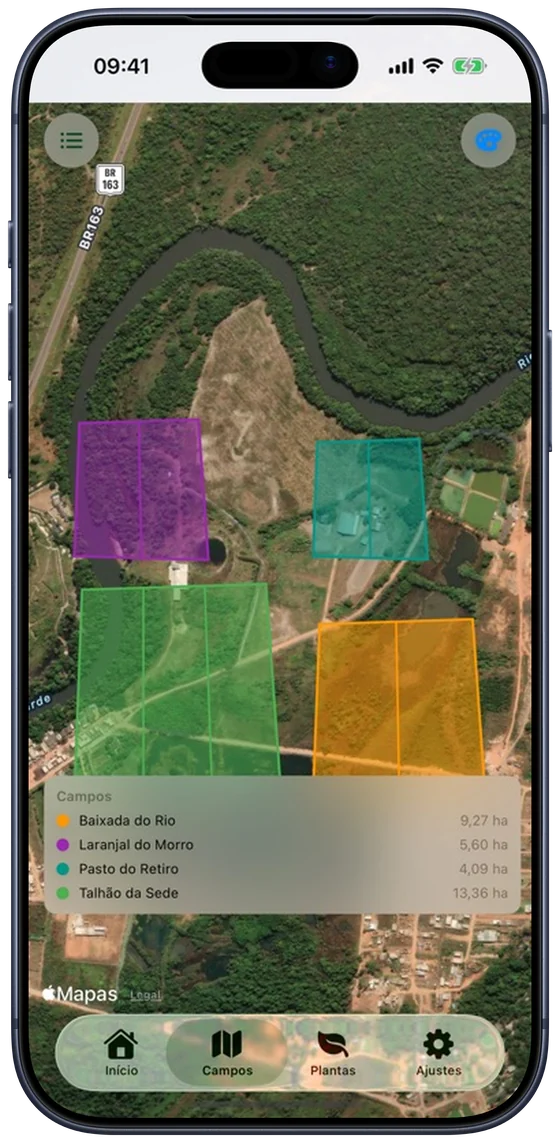 09:41
BR
163
BR163
Campos
Baixada do Rio 9,27 ha
Laranjal do Morro 5,60 ha
Pasto do Retiro 4,09 ha
Talhão da Sede 13,36 ha
Mapas Legal
Início Campos Plantas Ajustes